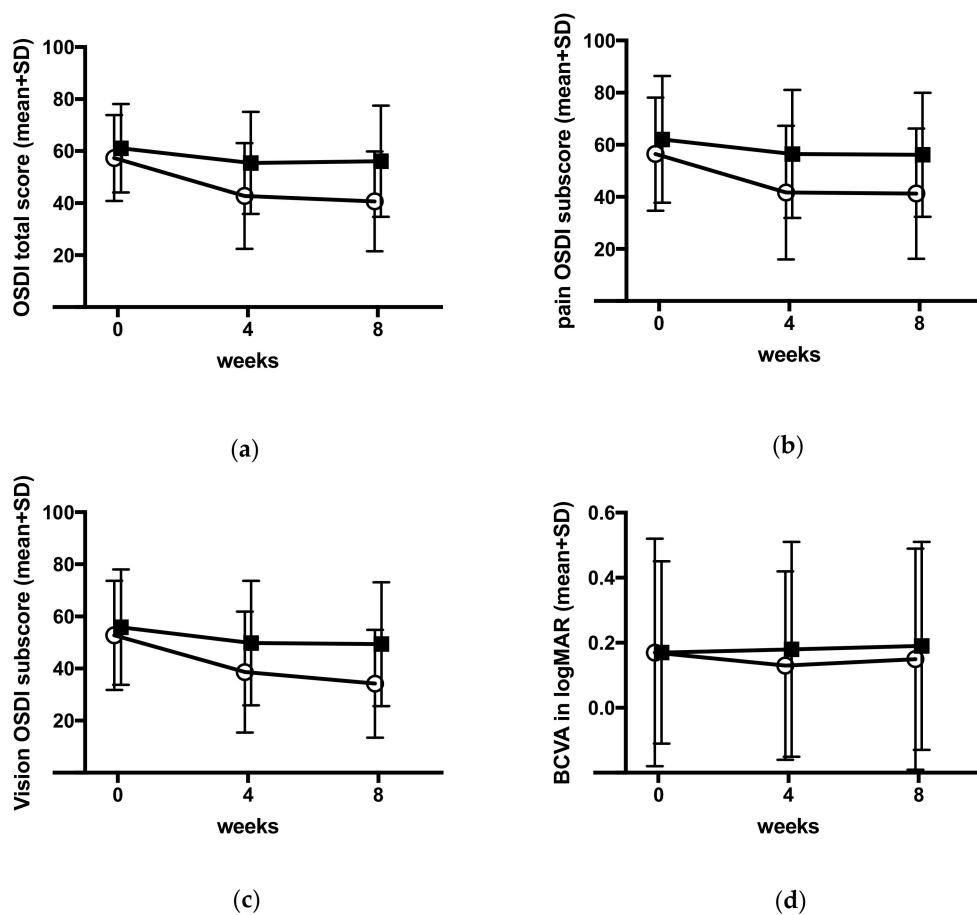 OSDI total score (mean+SD)
100
80
60
40
20
0
4
8
weeks
(a)
pain OSDI subscore (mean+SD)
100
80
60
40
20
0
4
8
weeks
(b)
Vision OSDI subscore (mean+SD)
100
80
60
40
20
0
4
8
weeks
(c)
BCVA in logMAR (mean+SD)
0.6
0.4
0.2
0.0
0
4
8
weeks
(d)